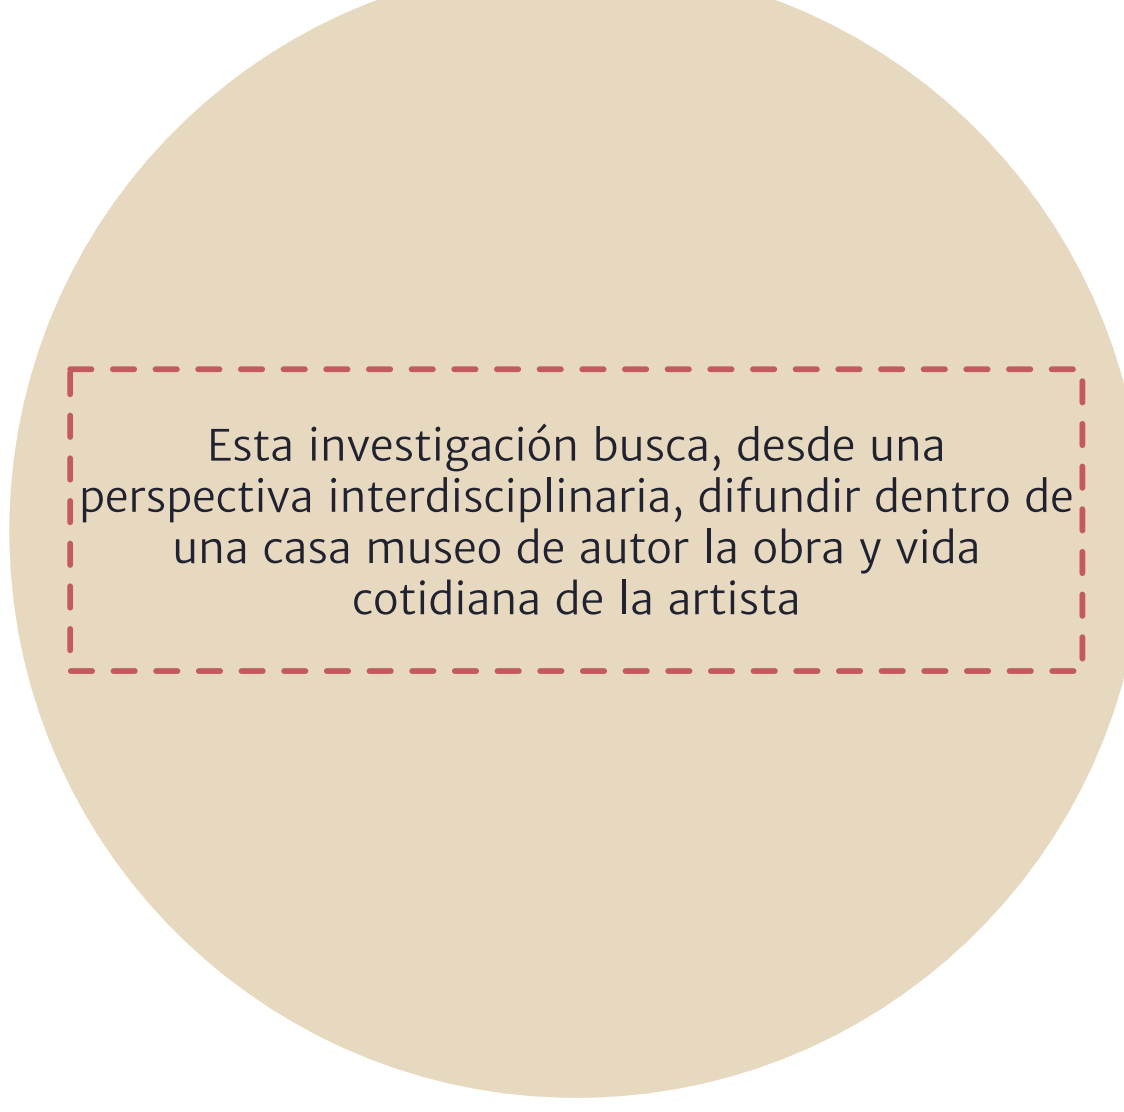 Esta investigación busca, desde una
perspectiva interdisciplinaria, difundir dentro de
una casa museo de autor la obra y vida
cotidiana de la artista